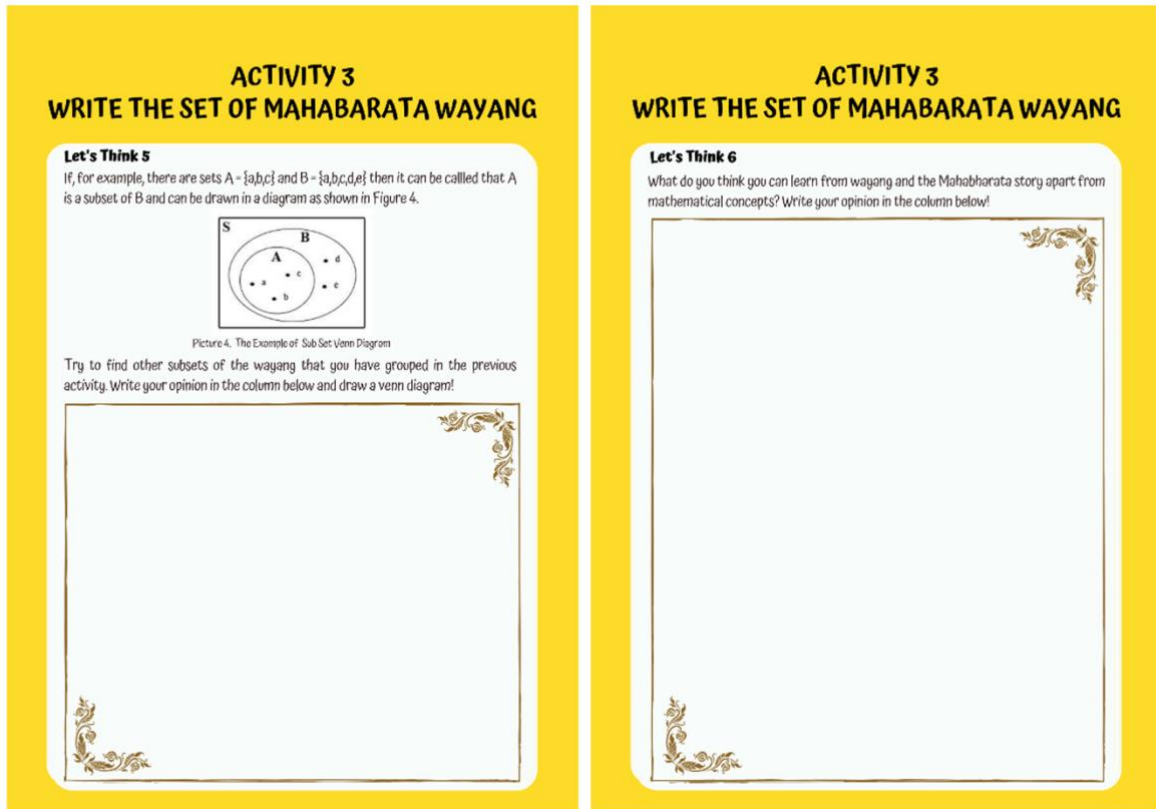 ACTIVITY 3
WRITE THE SET OF MAHABARATA WAYANG
Let's Think 5
If, for example, there are sets A = {a,b,c} and B = {a,b,c,d,e} then it can be callled that A
is a subset of B and can be drawn in a diagram as shown in Figure 4.
S
B
A
d
c
a
e
b
Picture 4. The Example of Sub Set Venn Diagram
Try to find other subsets of the wayang that you have grouped in the previous
activity. Write your opinion in the column below and draw a venn diagram!
ACTIVITY 3
WRITE THE SET OF MAHABARATA WAYANG
Let's Think 6
What do you think you can learn from wayang and the Mahabharata story apart from
mathematical concepts? Write your opinion in the column below!